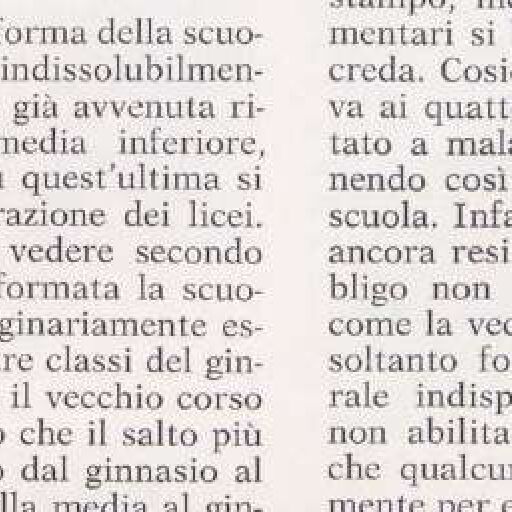 forma della scuo-
indissolubilmen-
già avvenuta ri-
media inferiore,
quest'ultima si
razione dei licei.
vedere secondo
formata la scuo-
ginariamente es-
re classi del gin-
il vecchio corso
che il salto più
dal ginnasio al
lla media al gin-
stampo,
mentari si
creda. Cosi
va ai quatt
tato a mala
nendo così
scuola. Infa
ancora resi
bligo non
come la vec
soltanto fo
rale indisp
non abilita
che qualcu
mente per